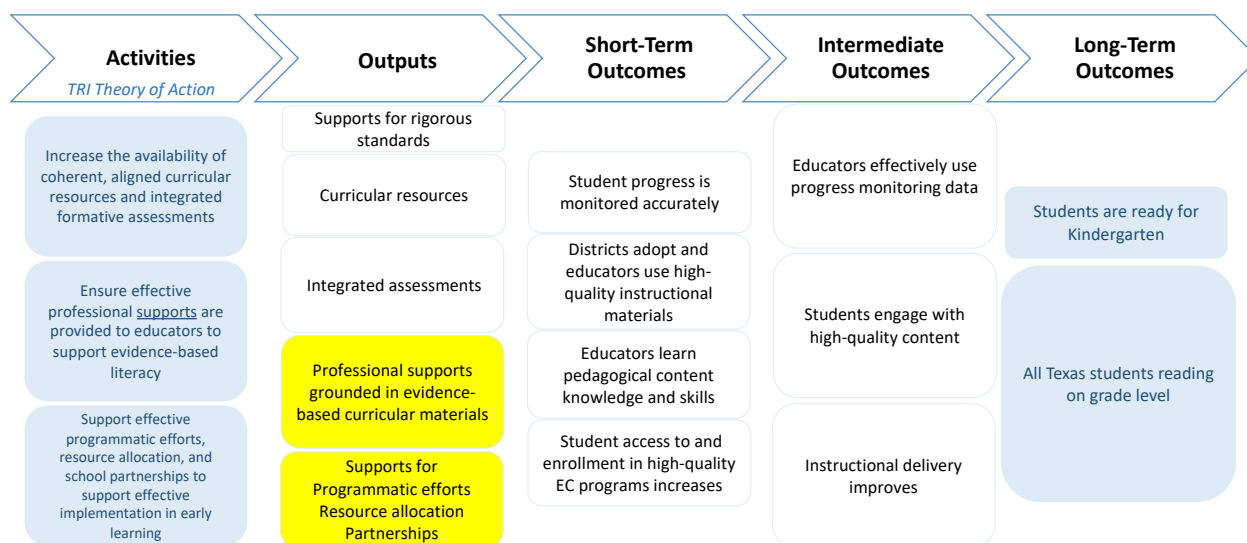 Activities
TRI Theory of Action
Outputs
Short-Term
Outcomes
Intermediate
Outcomes
Long-Term
Outcomes
Increase the availability of
coherent, aligned curricular
resources and integrated
formative assessments
Ensure effective
professional supports are
provided to educators to
support evidence-based
literacy
Support effective
programmatic efforts,
resource allocation, and
school partnerships to
support effective
implementation in early
learning
Supports for rigorous
standards
Curricular resources
Integrated assessments
Professional supports
grounded in evidence-
based curricular materials
Supports for
Programmatic efforts
Resource allocation
Partnerships
Student progress is
monitored accurately
Districts adopt and
educators use high-
quality instructional
materials
Educators learn
pedagogical content
knowledge and skills
Student access to and
enrollment in high-quality
EC programs increases
Educators effectively use
progress monitoring data
Students engage with
high-quality content
Instructional delivery
improves
Students are ready for
Kindergarten
All Texas students reading
on grade level